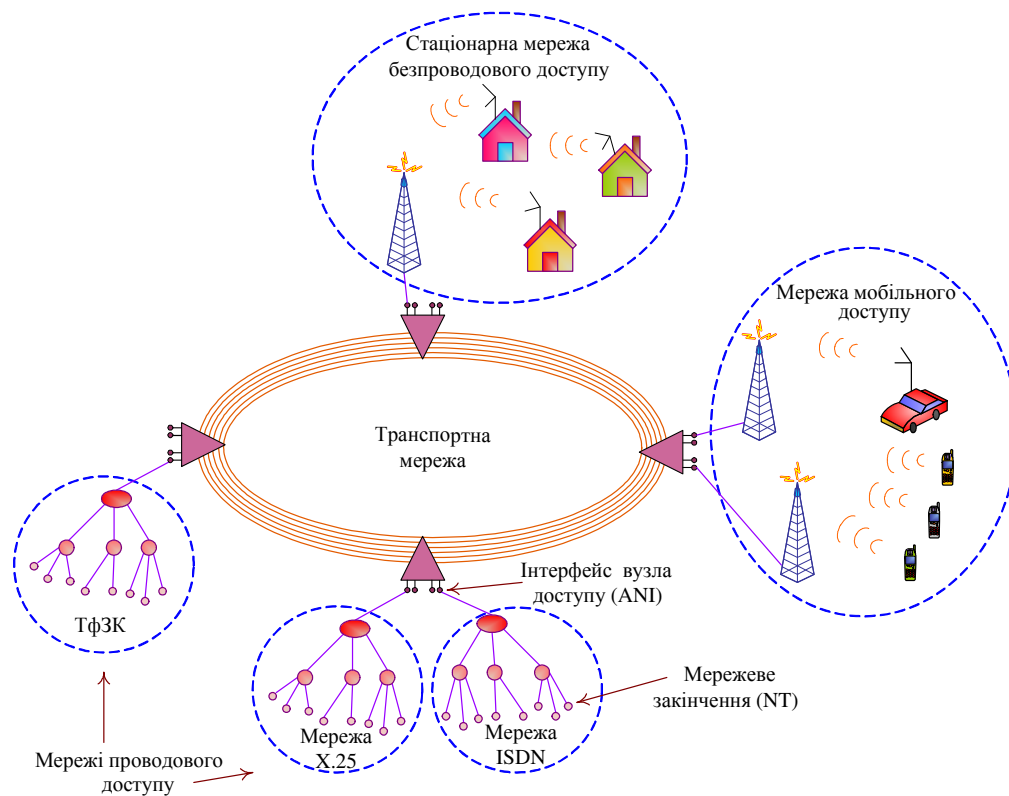 Стаціонарна мережа
безпроводового доступу
Мережа мобільного
доступу
Транспортна
мережа
Інтерфейс вузла
доступу (ANI)
ТфЗК
Мережеве
закінчення (NT)
Мережа
X.25
Мережа
ISDN
Мережі проводового
доступу